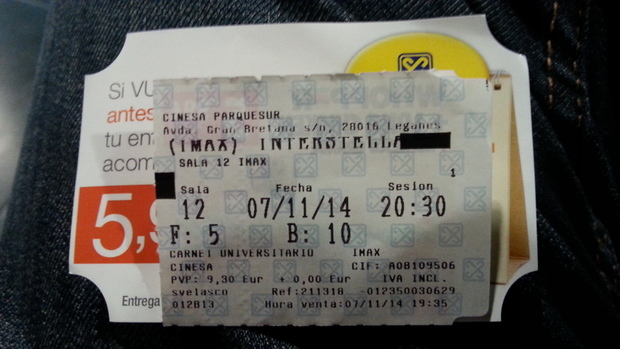 Si VU
antes
tu en
acom
5,9
Entrega
CINESA PARQUESUR
Avda. Gran Bretana s/n, 28016 Leganes
(IMAX) INTERSTELLA
SALA 12 IMAX
1
Sala Fecha Sesion
12 07/11/14 20:30
F: 5 B: 10
CARNET UNIVERSITARIO IMAX
CINESA CIF: A08109506
PVP: 9,30 Eur + 0,00 Eur IVA INCL.
svelasco Ref:211318 012350030629
012B13 Hora venta:07/11/14 19:35